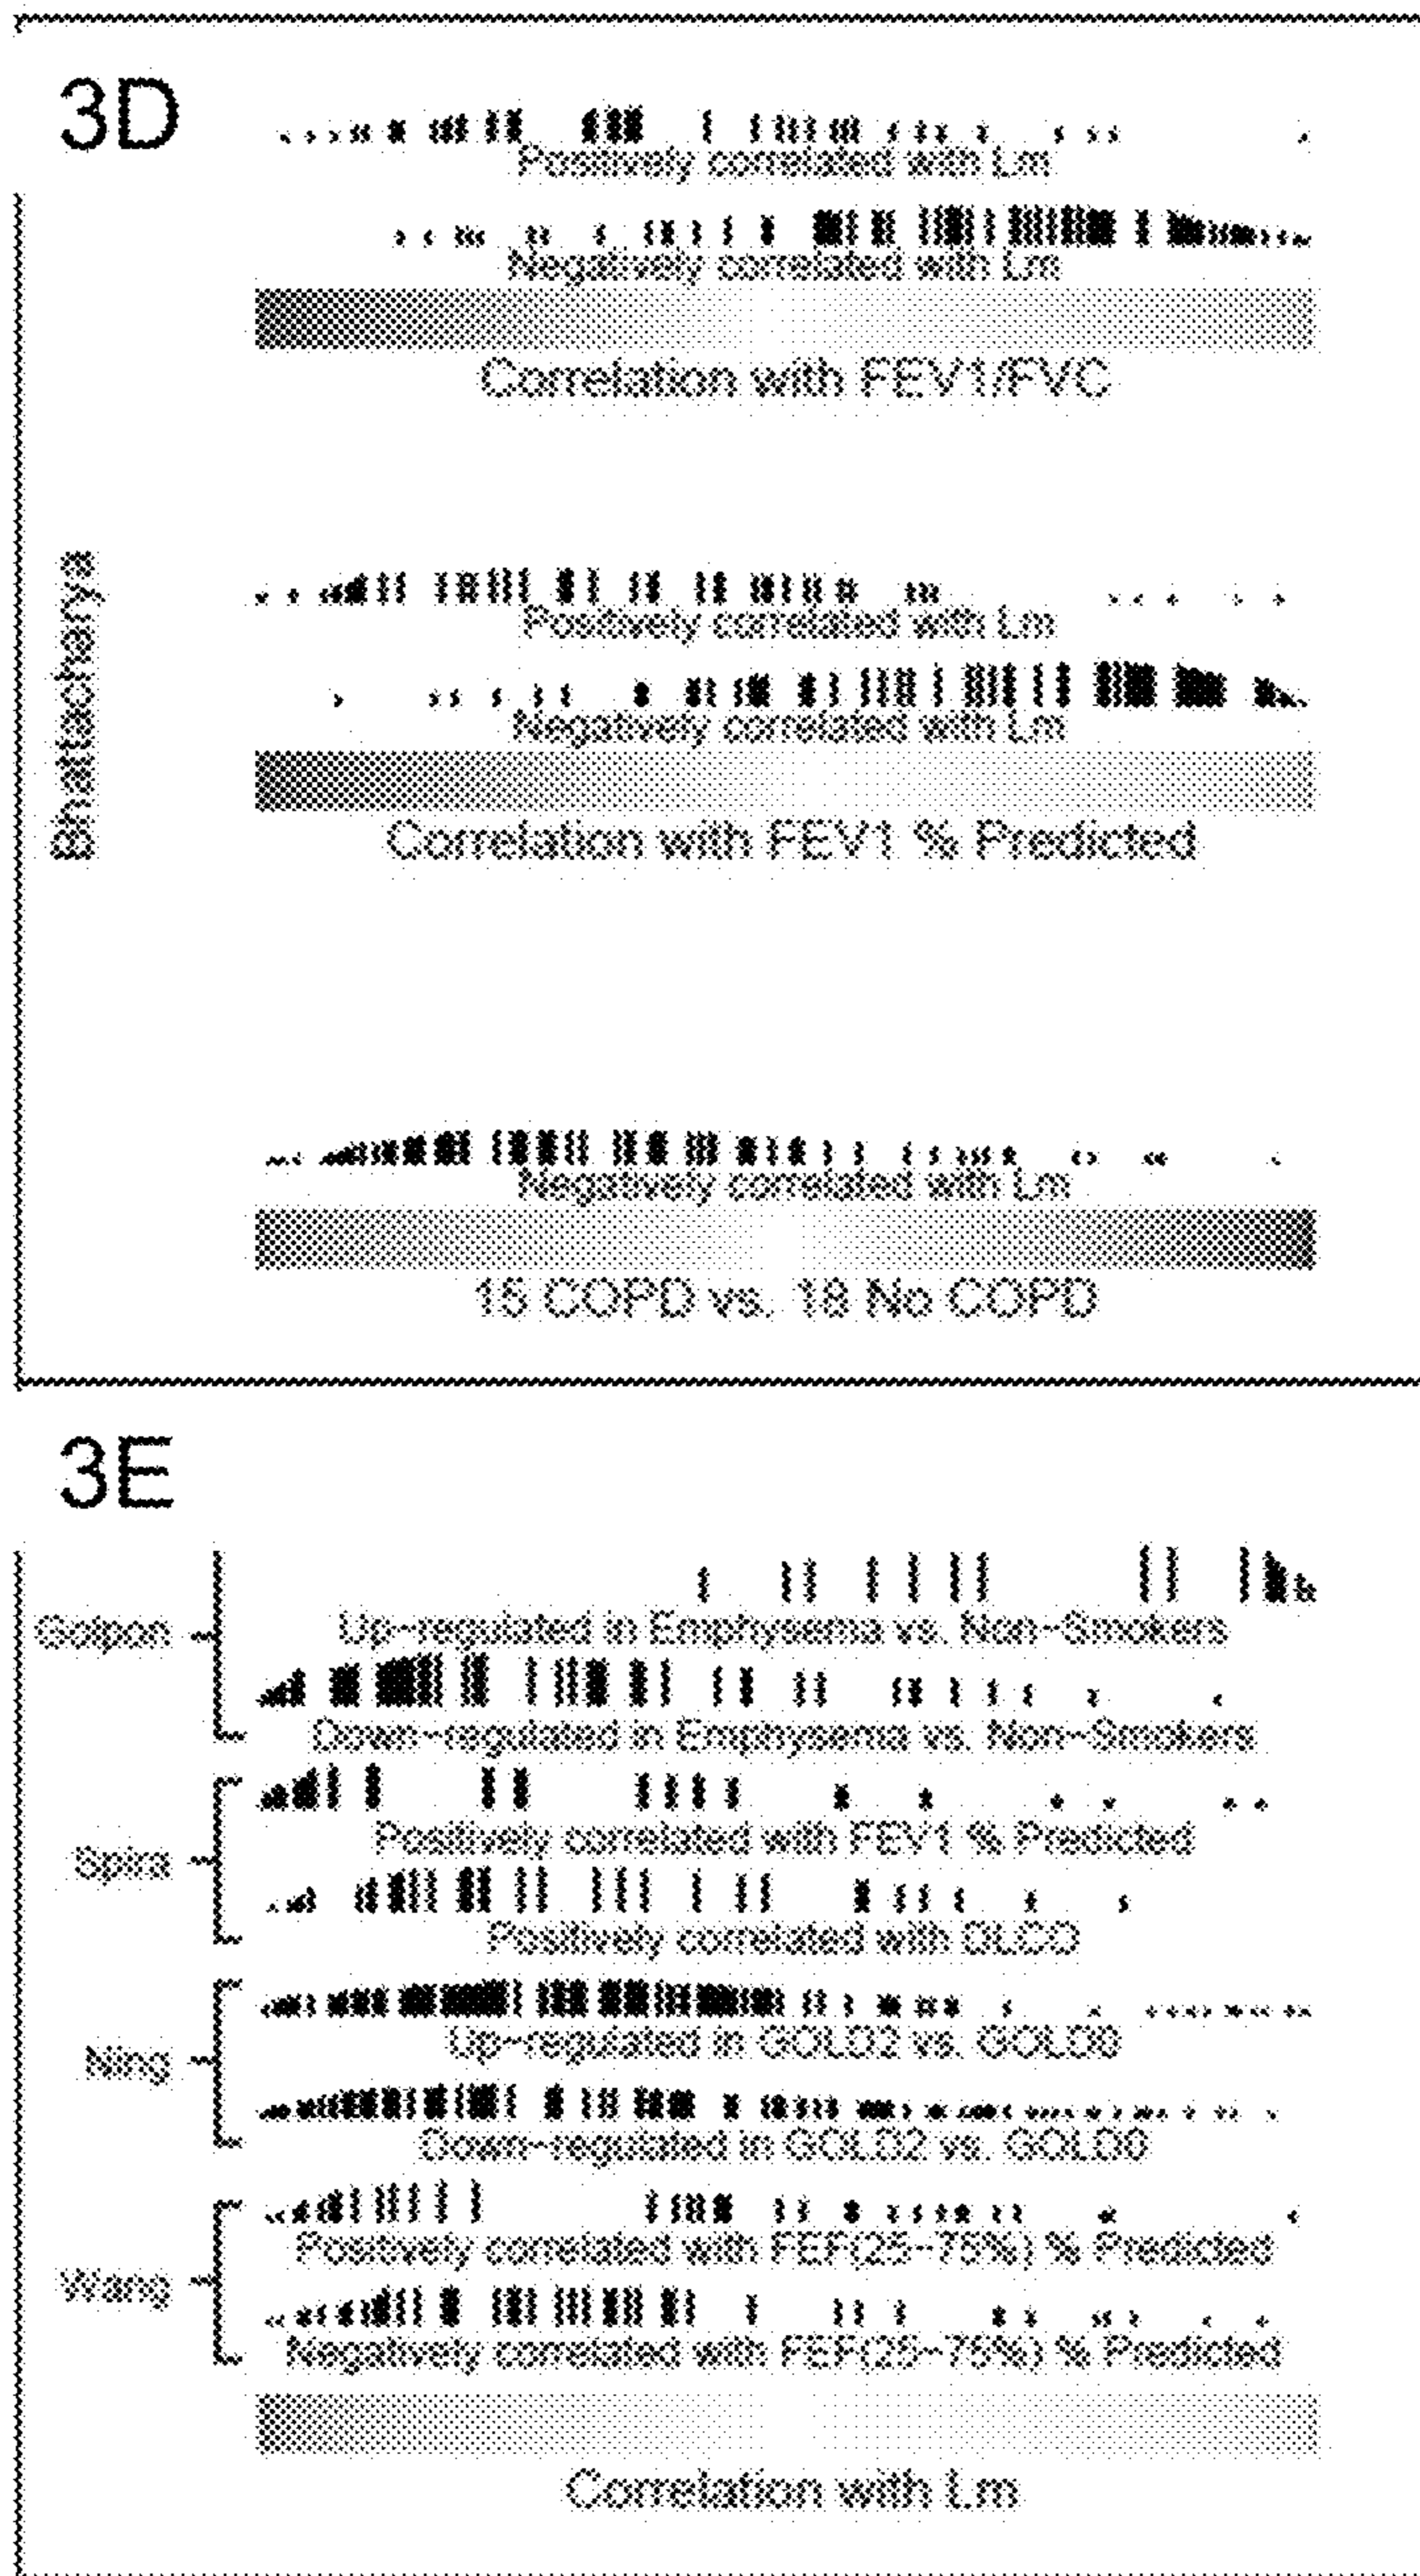 3D
Positively correlated with Lm
Negatively correlated with Lm
Correlation with FEV1/FVC
Bhattacharya
Positively correlated with Lm
Negatively correlated with Lm
Correlation with FEV1 % Predicted
Negatively correlated with Lm
15 COPD vs. 18 No COPD
3E
Golpon
Up-regulated in Emphysema vs. Non-Smokers
Down-regulated in Emphysema vs. Non-Smokers
Spira
Positively correlated with FEV1 % Predicted
Positively correlated with DLCO
Ning
Up-regulated in GOLD2 vs. GOLD0
Down-regulated in GOLD2 vs. GOLD0
Wang
Positively correlated with FEF(25-75%) % Predicted
Negatively correlated with FEF(25-75%) % Predicted
Correlation with Lm